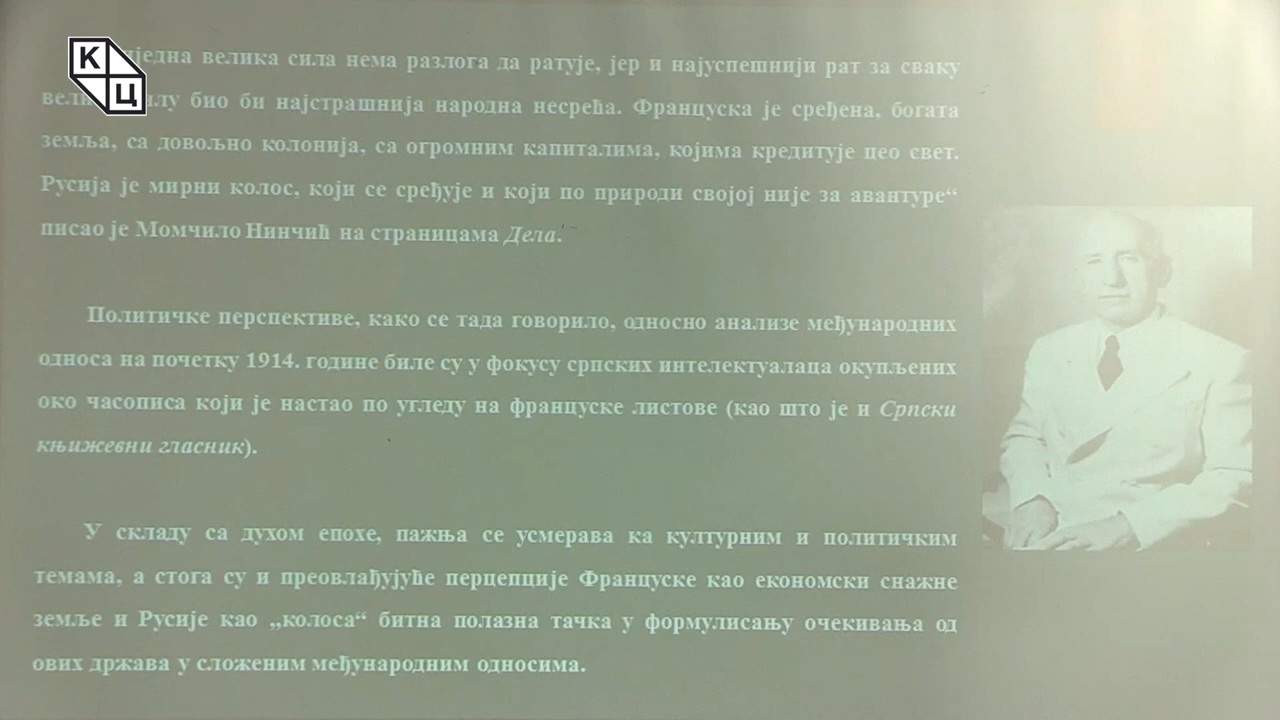 К
Ц
ниједна велика сила нема разлога да ратује, јер и најуспешнији рат за сваку
велику силу био би најстрашнија народна несрећа. Француска је сређена, богата
земља, са довољно колонија, са огромним капиталима, којима кредитује цео свет.
Русија је мирни колос, који се сређује и који по природи својој није за авантуре“
писао је Момчило Нинчић на страницама Дела.
Политичке перспективе, како се тада говорило, односно анализе међународних
односа на почетку 1914. године биле су у фокусу српских интелектуалаца окупљених
око часописа који је настао по угледу на француске листове (као што је и Српски
књижевни гласник).
У складу са духом епохе, пажња се усмерава ка културним и политичким
темама, а стога су и преовлађујуће перцепције Француске као економски снажне
земље и Русије као „колоса“ битна полазна тачка у формулисању очекивања од
ових држава у сложеним међународним односима.